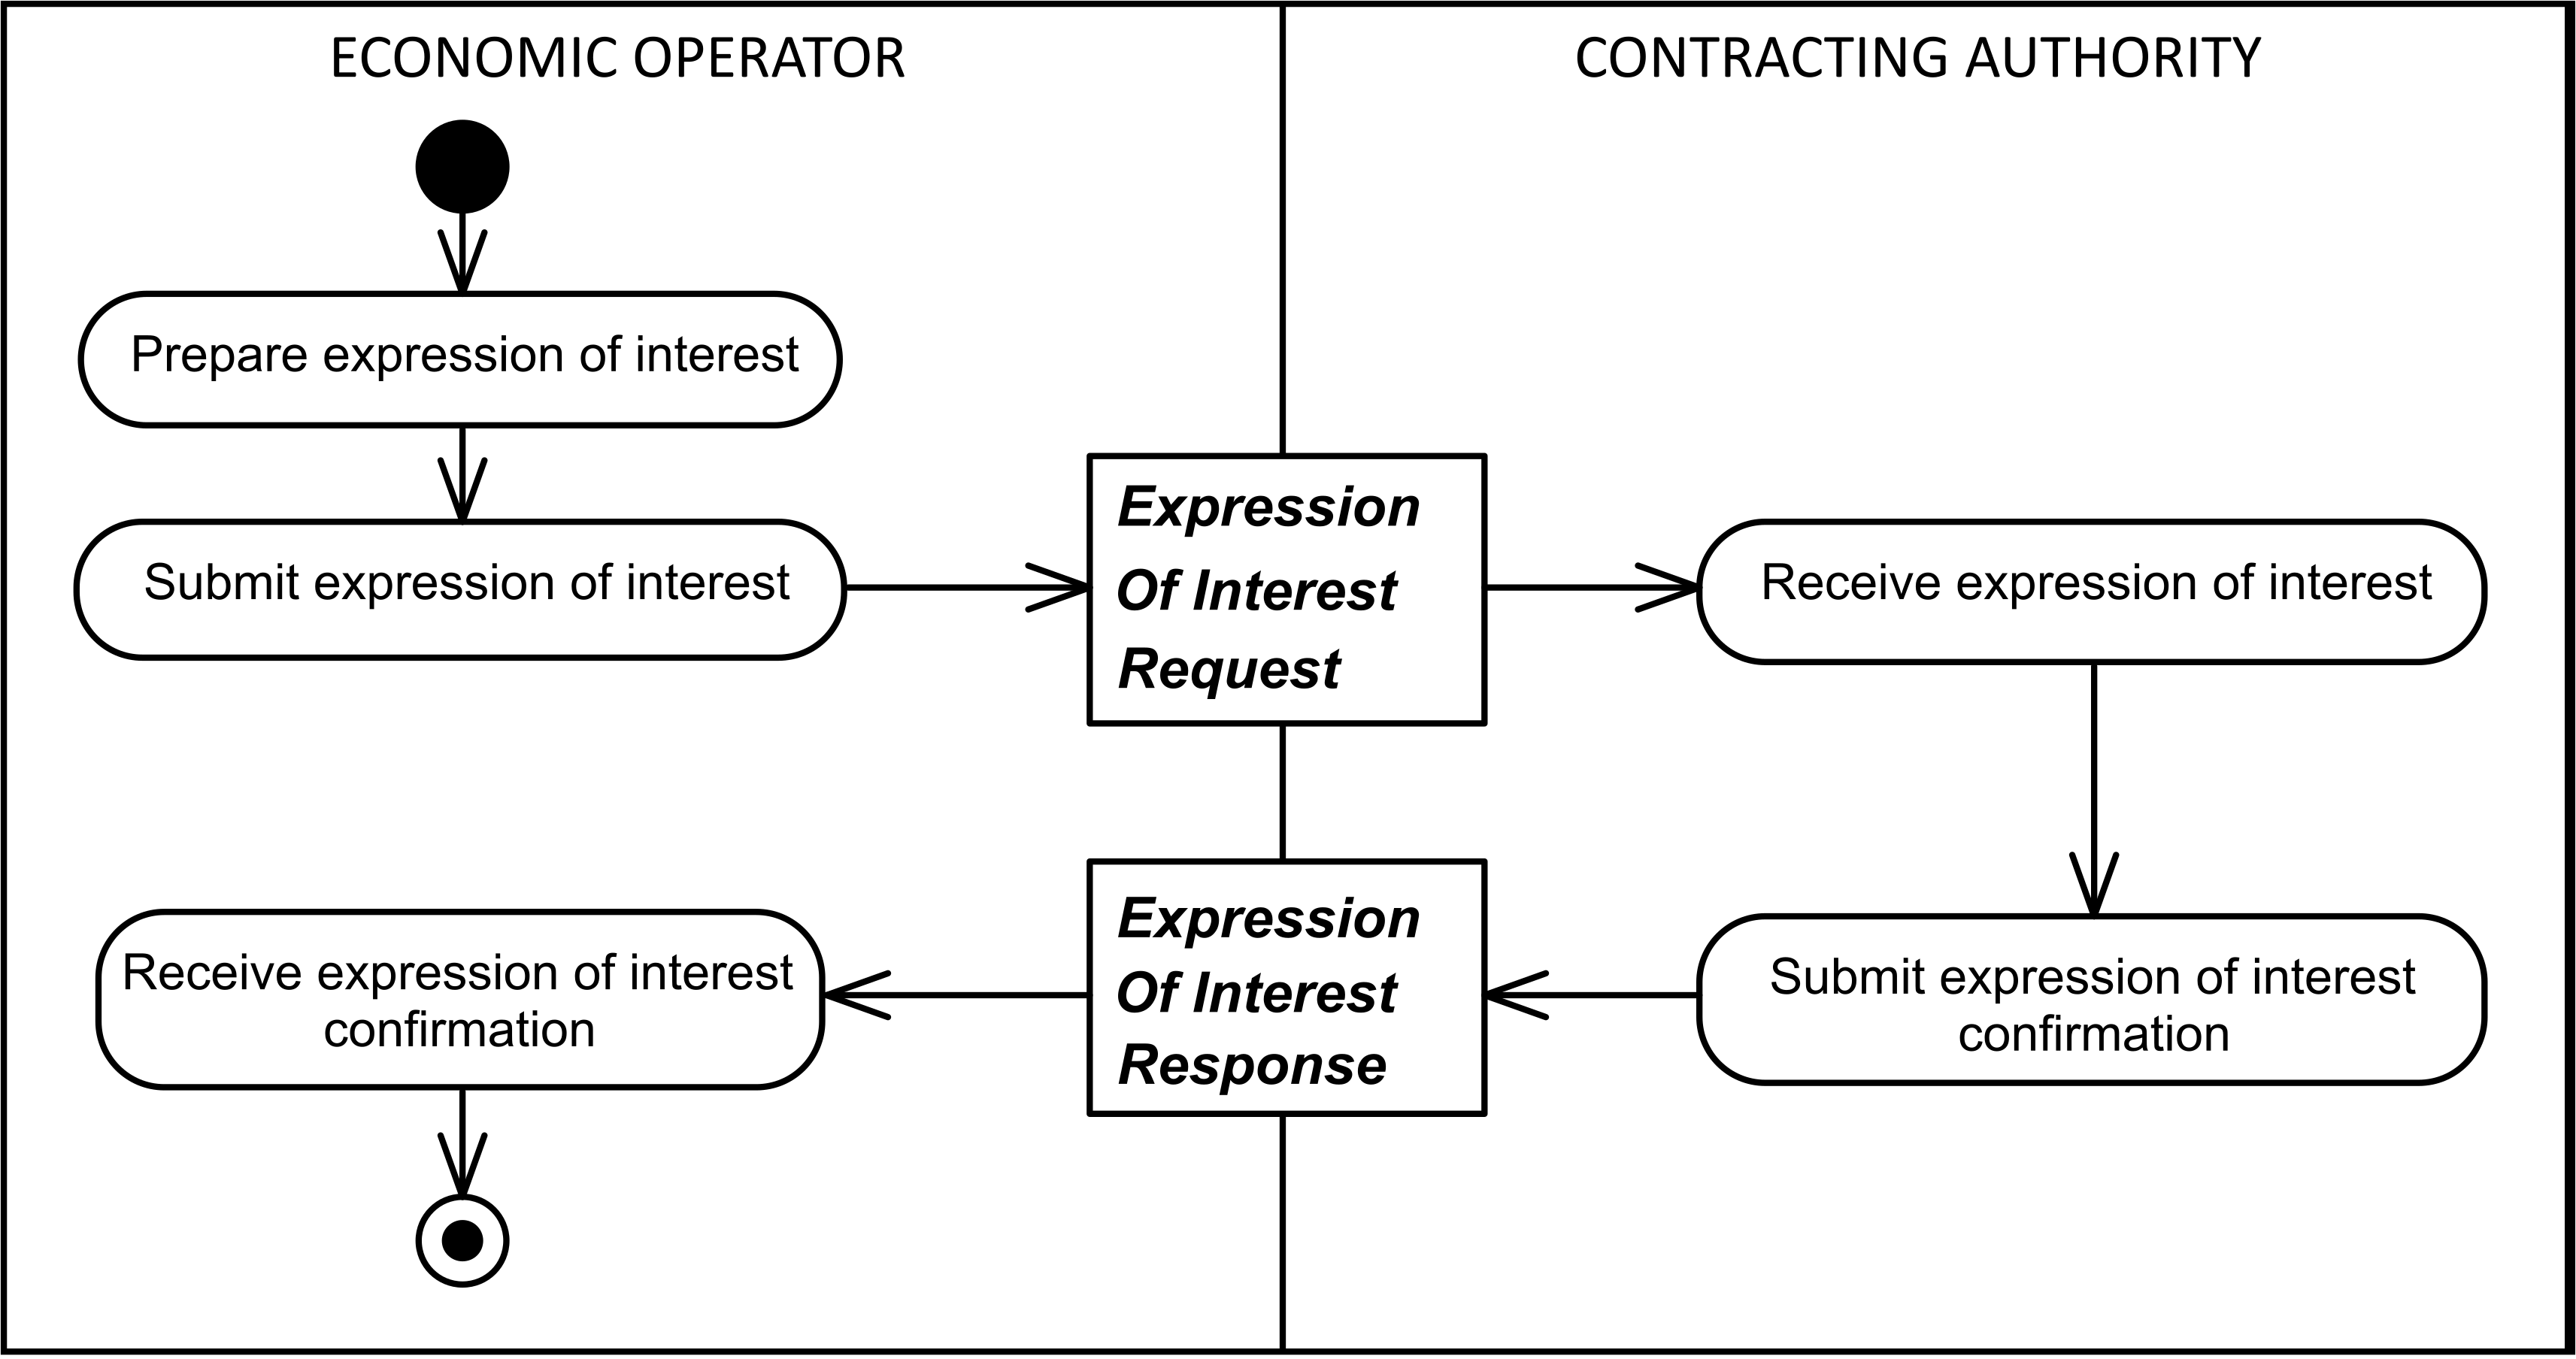 ECONOMIC OPERATOR
CONTRACTING AUTHORITY
Prepare expression of interest
Submit expression of interest
Expression
Of Interest
Request
Receive expression of interest
Receive expression of interest
confirmation
Expression
Of Interest
Response
Submit expression of interest
confirmation